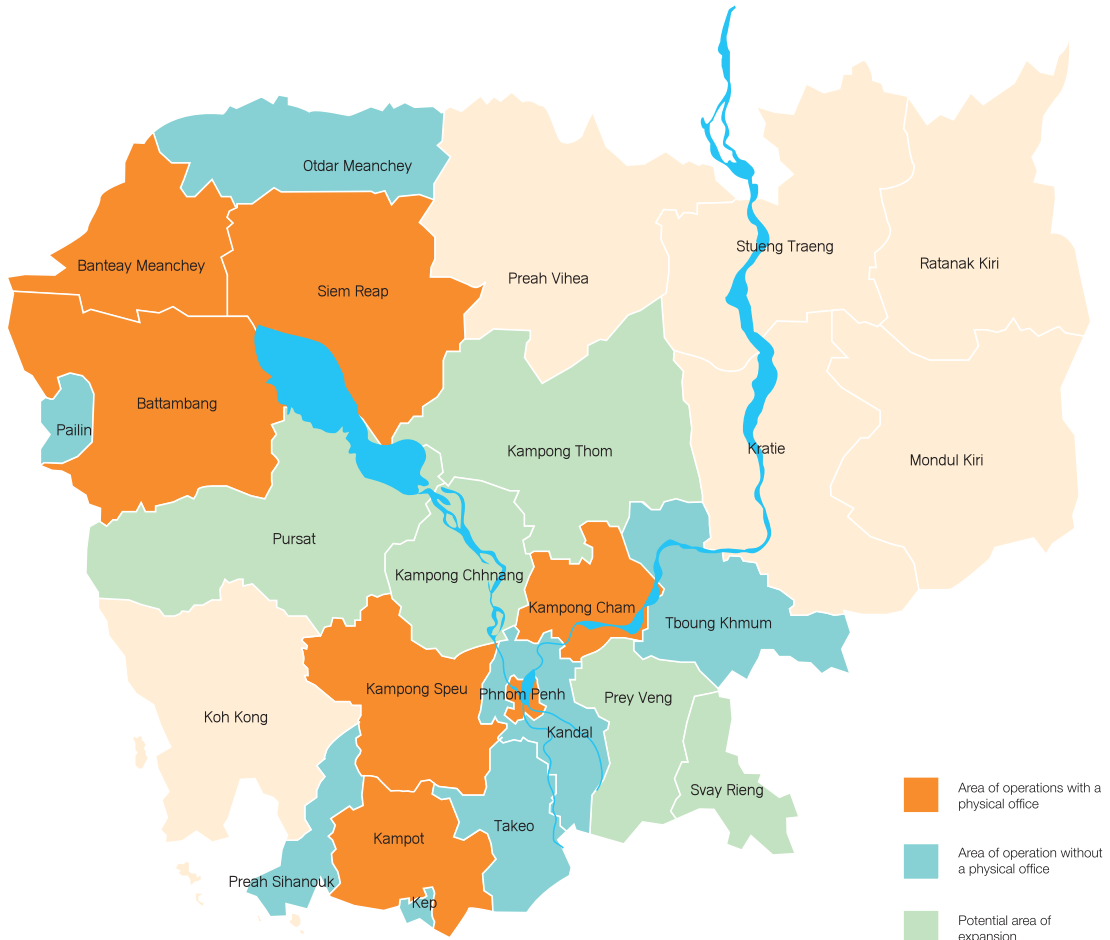 Otdar Meanchey
Stueng Traeng
Banteay Meanchey
Ratanak Kiri
Preah Vihea
Siem Reap
Battambang
Pailin
Kratie
Kampong Thom
Mondul Kiri
Pursat
Kampong Chhnang
Kampong Cham
Tboung Khmum
Kampong Speu
Phnom Penh
Prey Veng
Koh Kong
Kandal
Svay Rieng
Area of operations with a
physical office
Takeo
Kampot
Area of operation without
a physical office
Preah Sihanouk
Kep
Potential area of
expansion